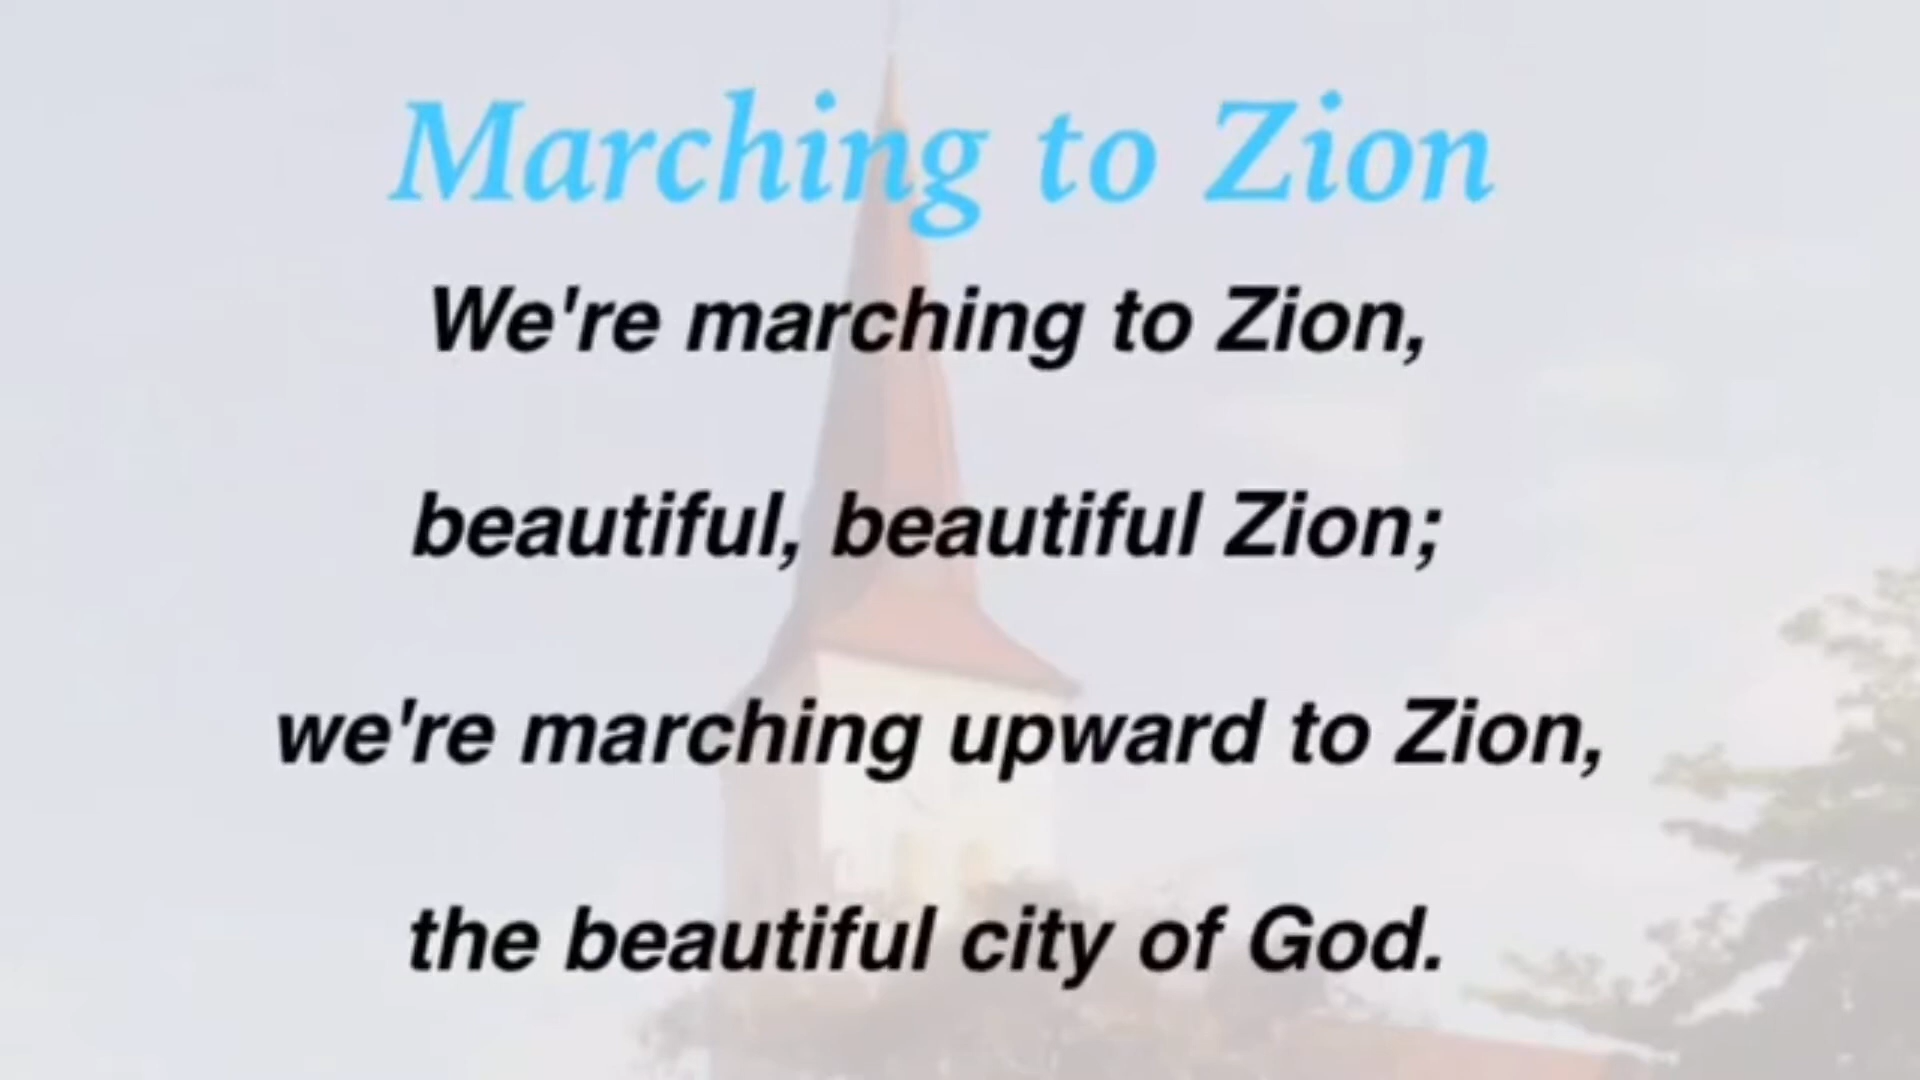 Marching to Zion
We're marching to Zion,
beautiful, beautiful Zion;
we're marching upward to Zion,
the beautiful city of God.